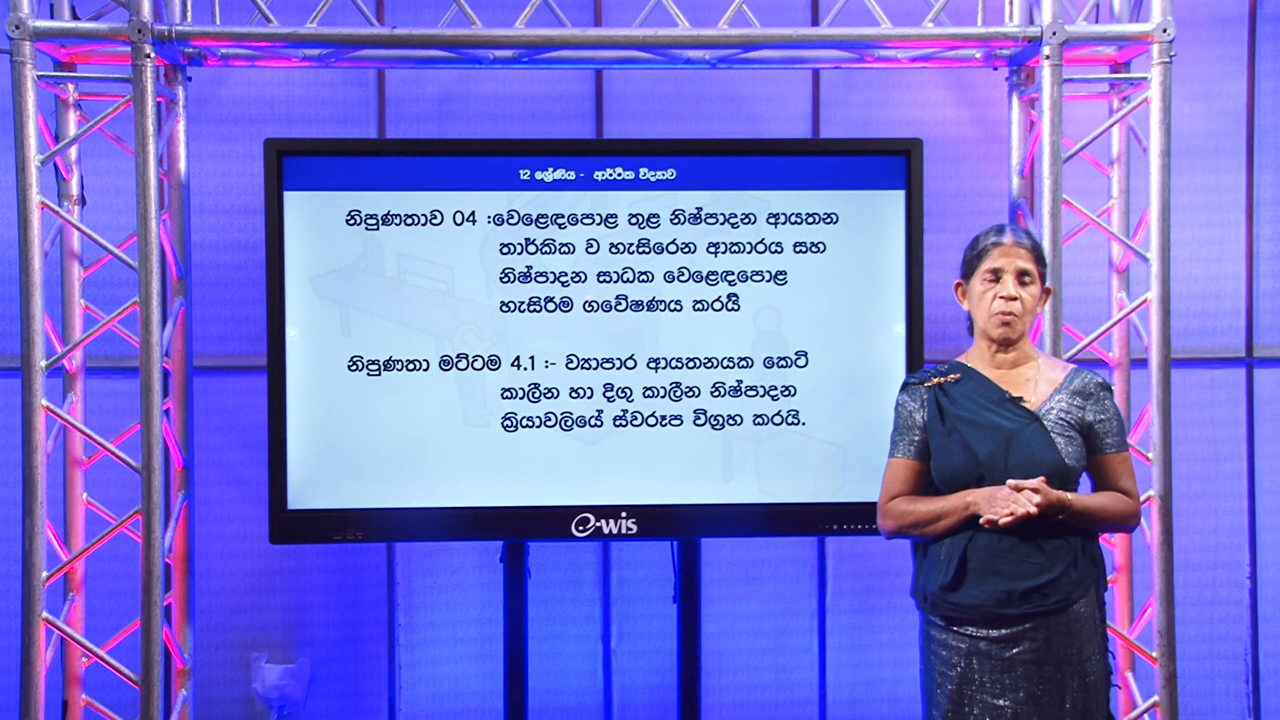 12 ශ්‍රේණිය - ආර්ථික විද්‍යාව
නිපුණතාව 04 :වෙළෙඳපොළ තුළ නිෂ්පාදන ආයතන
තාර්කික ව හැසිරෙන ආකාරය සහ
නිෂ්පාදන සාධක වෙළෙඳපොළ
හැසිරීම ගවේෂණය කරයි
නිපුණතා මට්ටම 4.1 :- ව්‍යාපාර ආයතනයක කෙටි
කාලීන හා දිගු කාලීන නිෂ්පාදන
ක්‍රියාවලියේ ස්වරූප විග්‍රහ කරයි.
e-wis